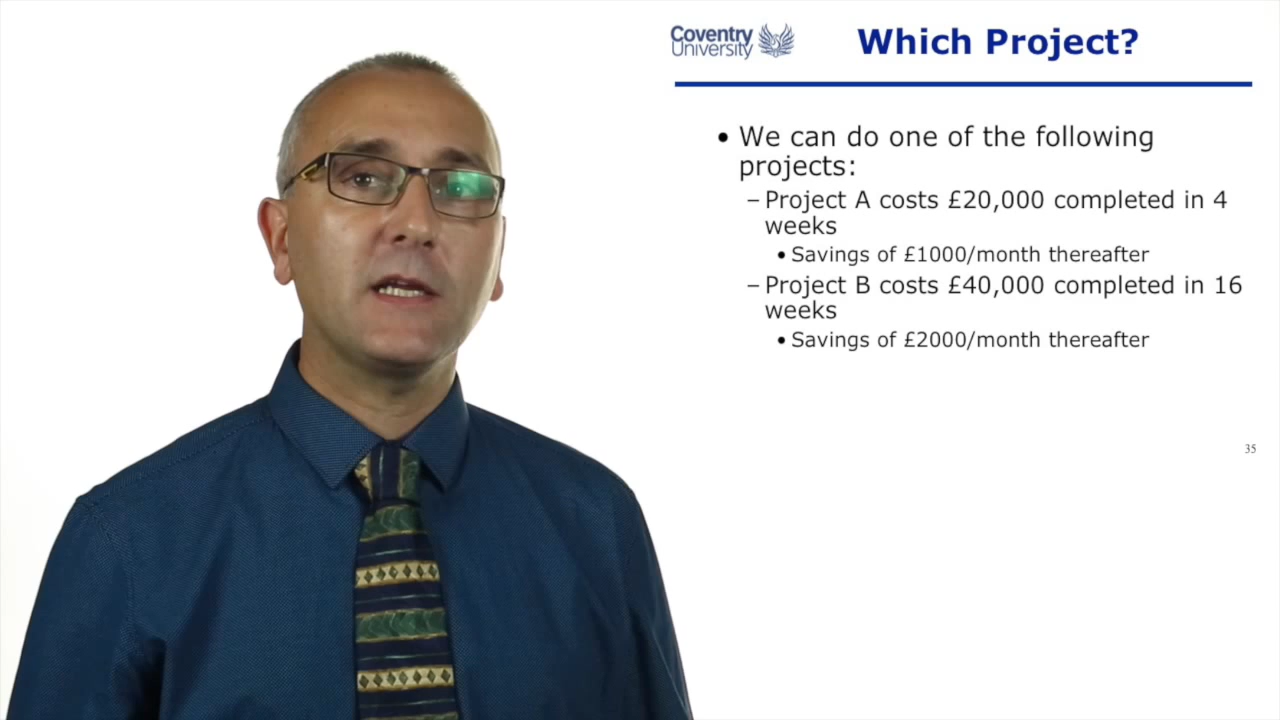 Coventry
University
Which Project?
• We can do one of the following
projects:
– Project A costs £20,000 completed in 4
weeks
• Savings of £1000/month thereafter
– Project B costs £40,000 completed in 16
weeks
• Savings of £2000/month thereafter
35